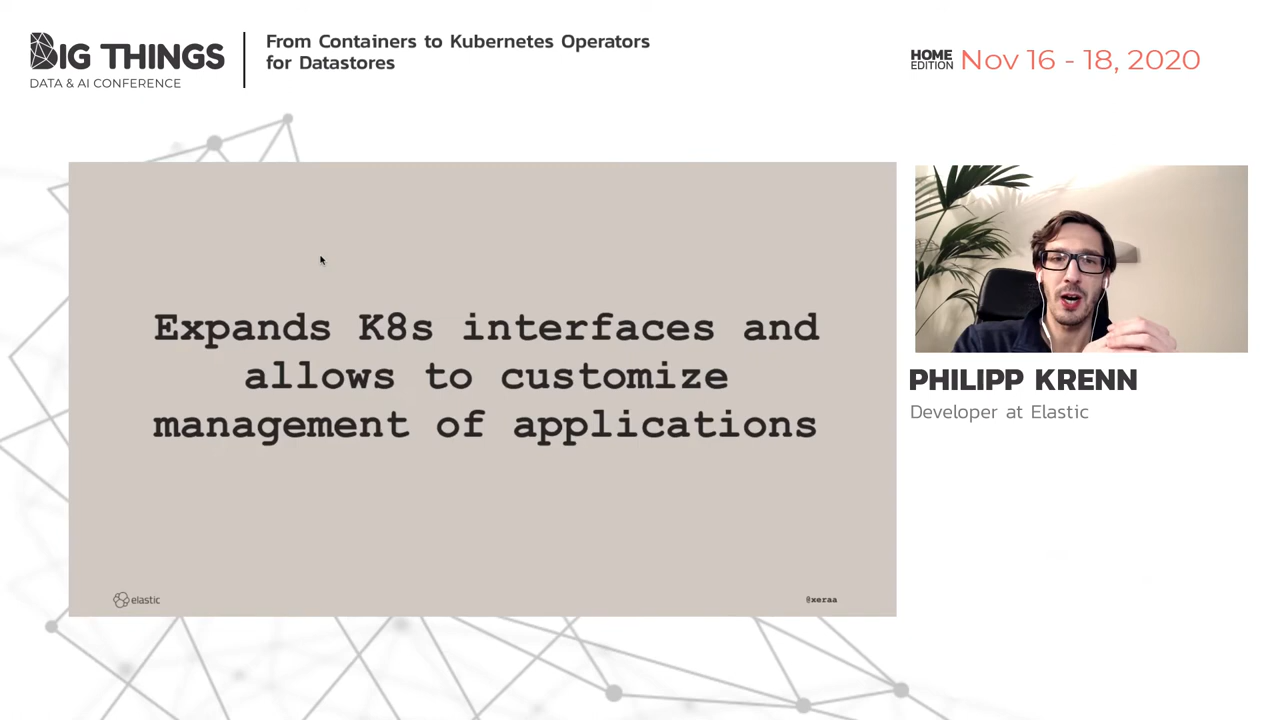 BIG THINGS
DATA & AI CONFERENCE
From Containers to Kubernetes Operators
for Datastores
HOME
EDITION
Nov 16 - 18, 2020
Expands K8s interfaces and
allows to customize
management of applications
elastic
@xeraa
PHILIPP KRENN
Developer at Elastic